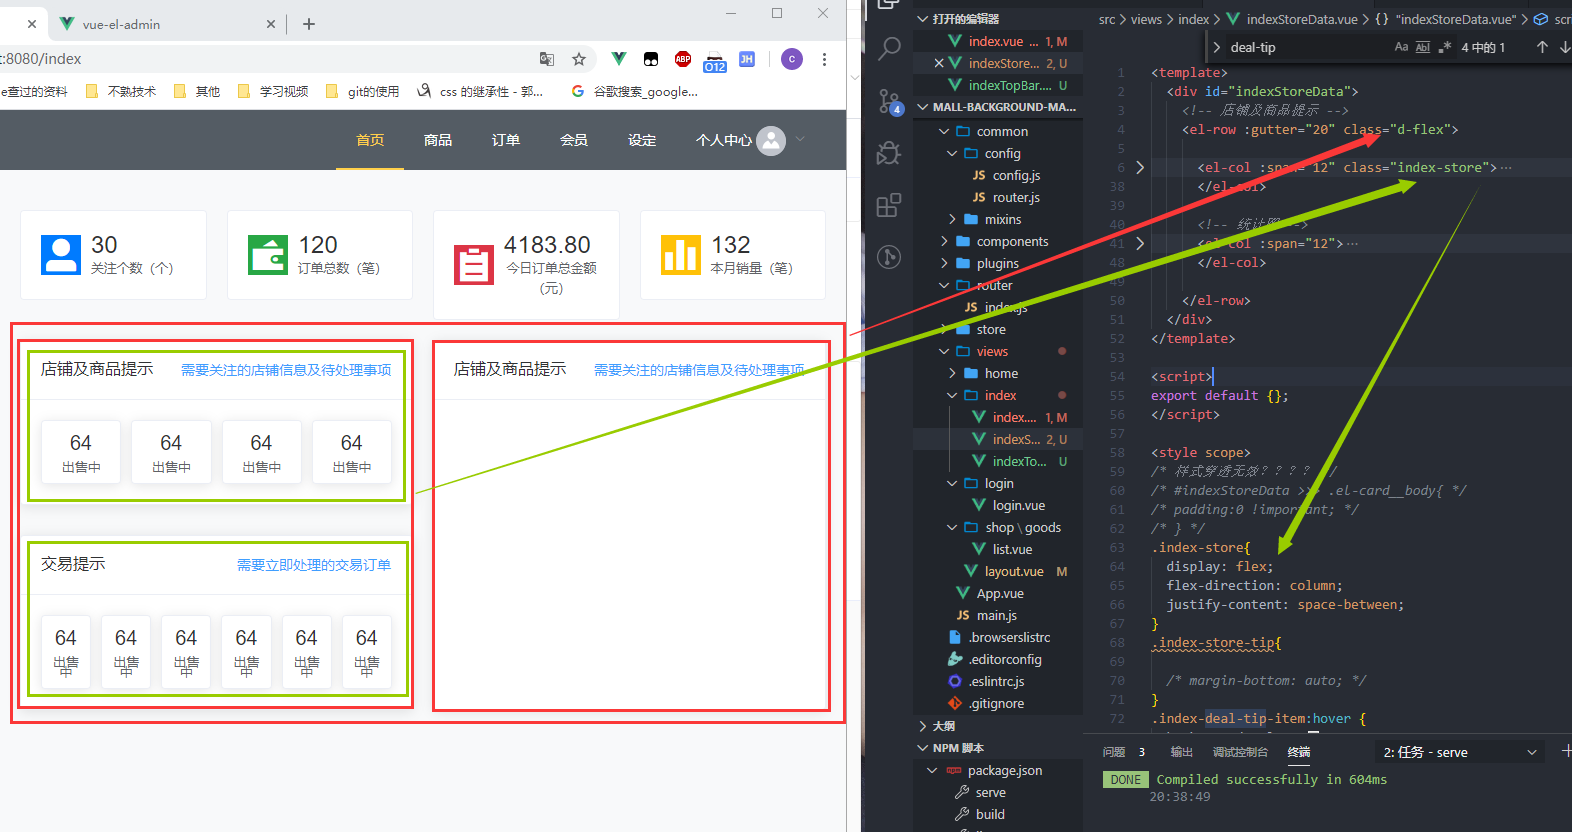 vue-el-admin
t:8080/index
ABP
O12
JH
c
e查过的资料
不熟技术
其他
学习视频
git的使用
css 的继承性 - 郭...
谷歌搜索_google...
首页
商品
订单
会员
设定
个人中心
30
关注个数（个）
120
订单总数（笔）
4183.80
今日订单总金额
（元）
132
本月销量（笔）
店铺及商品提示
需要关注的店铺信息及待处理事项
64
出售中
64
出售中
64
出售中
64
出售中
店铺及商品提示
需要关注的店铺信息及待处理事项
交易提示
需要立即处理的交易订单
64
出售
中
64
出售
中
64
出售
中
64
出售
中
64
出售
中
64
出售
中
4
打开的编辑器
index.vue ... 1, M
indexStore... 2, U
indexTopBar.... U
MALL-BACKGROUND-MA...
common
config
JS config.js
JS router.js
mixins
components
plugins
router
JS index.js
store
views
home
index
index.... 1, M
indexS... 2, U
indexTo... U
login
login.vue
shop \ goods
list.vue
layout.vue M
App.vue
JS main.js
.browserslistrc
.editorconfig
.eslintrc.js
.gitignore
大纲
NPM 脚本
package.json
serve
build
src > views > index > indexStoreData.vue > {} "indexStoreData.vue" > scr
deal-tip
Aa Abl .*
4 中的 1
1 <template>
2 <div id="indexStoreData">
3 <!-- 店铺及商品提示 -->
4 <el-row :gutter="20" class="d-flex">
6 <el-col :span="12" class="index-store">...
38 </el-col>
39
40 <!-- 统计图 -->
41 <el-col :span="12">...
48 </el-col>
49
50 </el-row>
51 </div>
52 </template>
53
54 <script>
55 export default {};
56 </script>
57
58 <style scope>
59 /* 样式穿透无效？？？？ */
60 /* #indexStoreData >>> .el-card__body{ */
61 /* padding:0 !important; */
62 /* } */
63 .index-store{
64 display: flex;
65 flex-direction: column;
66 justify-content: space-between;
67 }
68 .index-store-tip{
69
70 /* margin-bottom: auto; */
71 }
72 .index-deal-tip-item:hover {
问题 3
输出
调试控制台
终端
2: 任务 - serve
DONE Compiled successfully in 604ms
20:38:49